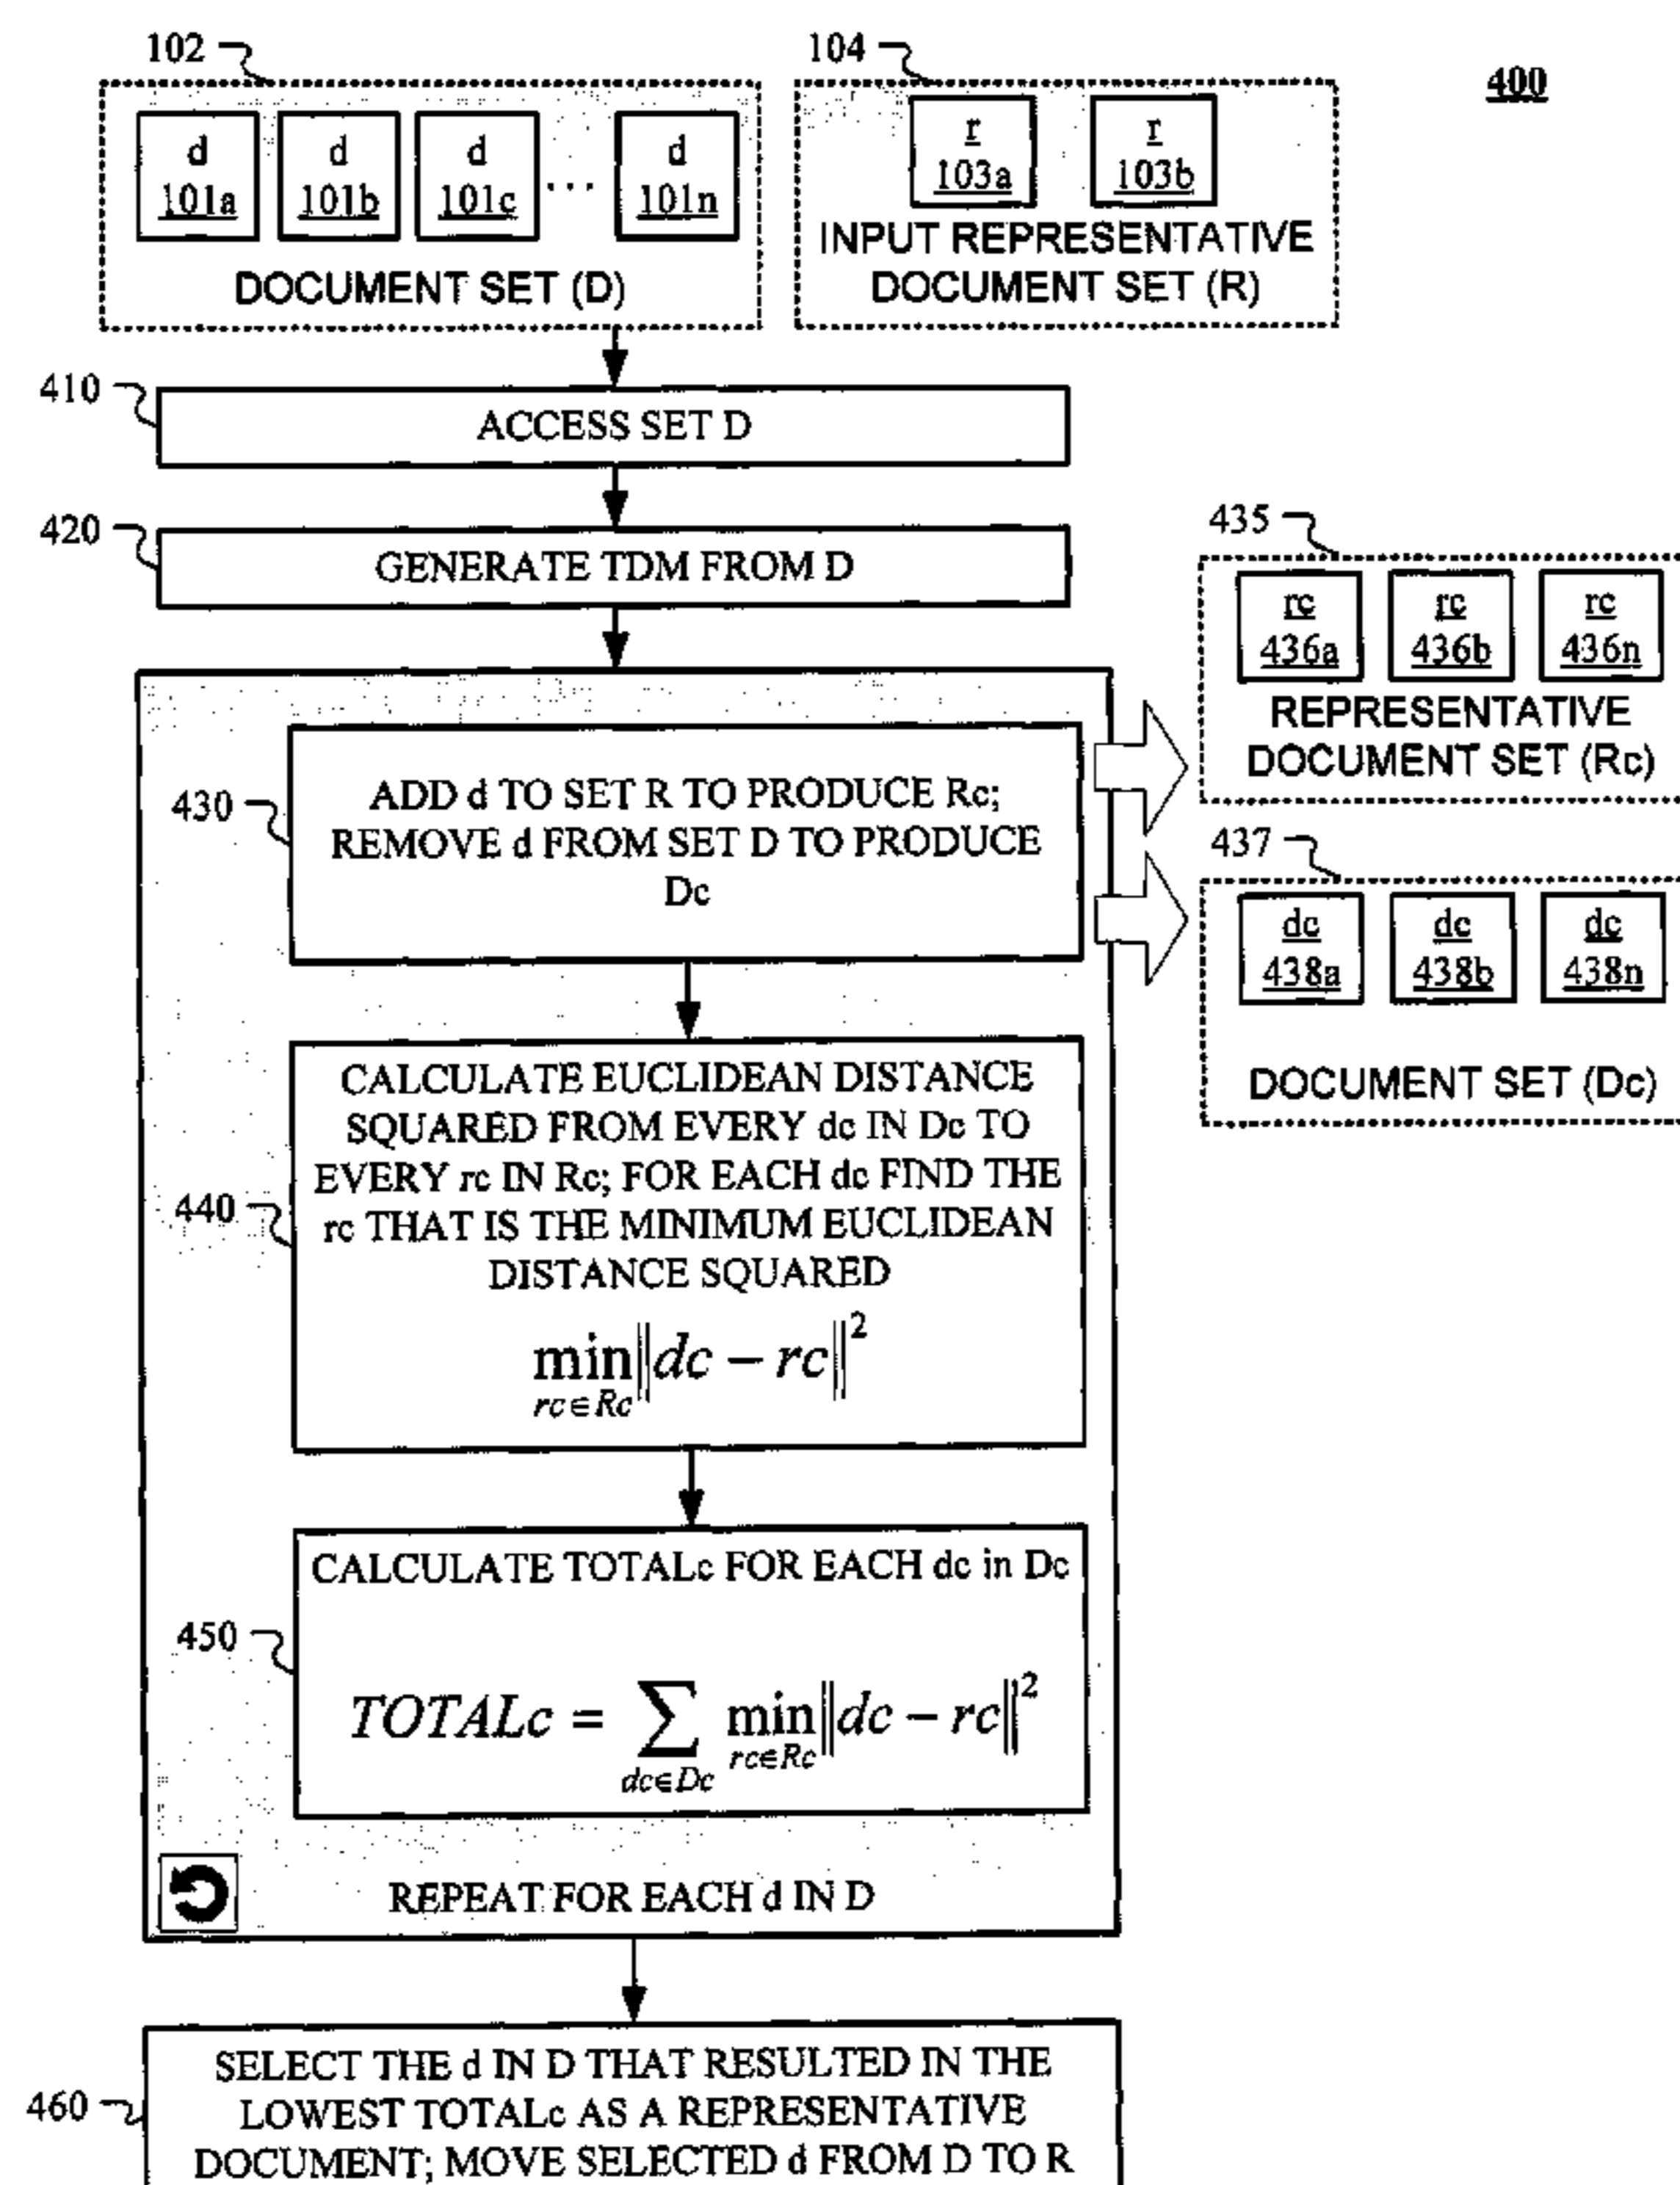 102
104
400
d
101a
d
101b
d
101c
...
d
101n
DOCUMENT SET (D)
r
103a
r
103b
INPUT REPRESENTATIVE
DOCUMENT SET (R)
410
ACCESS SET D
420
GENERATE TDM FROM D
435
rc
436a
rc
436b
rc
436n
REPRESENTATIVE
DOCUMENT SET (Rc)
430
ADD d TO SET R TO PRODUCE Rc;
REMOVE d FROM SET D TO PRODUCE
Dc
437
dc
438a
dc
438b
dc
438n
DOCUMENT SET (Dc)
440
CALCULATE EUCLIDEAN DISTANCE
SQUARED FROM EVERY dc IN Dc TO
EVERY rc IN Rc; FOR EACH dc FIND THE
rc THAT IS THE MINIMUM EUCLIDEAN
DISTANCE SQUARED
min‖dc – rc‖²
rc∈Rc
CALCULATE TOTALc FOR EACH dc in Dc
450
TOTALc = ∑ min‖dc – rc‖²
dc∈Dc rc∈Rc
REPEAT FOR EACH d IN D
460
SELECT THE d IN D THAT RESULTED IN THE
LOWEST TOTALc AS A REPRESENTATIVE
DOCUMENT; MOVE SELECTED d FROM D TO R